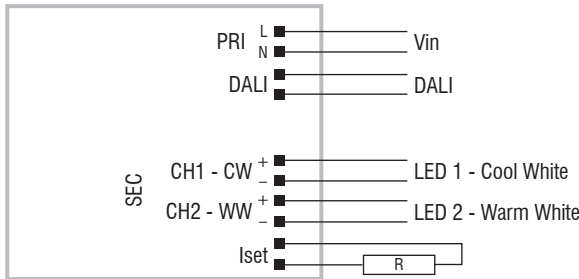 PRI L Vin
N
DALI DALI
SEC
CH1 - CW + LED 1 - Cool White
–
CH2 - WW + LED 2 - Warm White
–
Iset
R